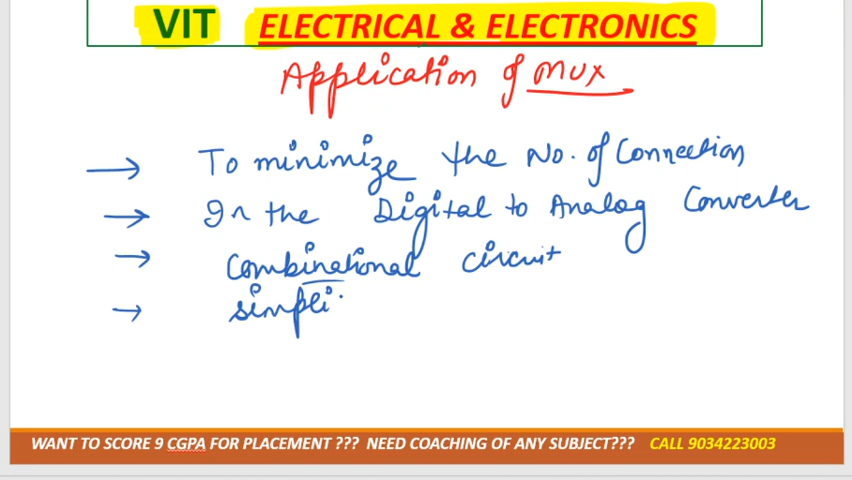 VIT ELECTRICAL & ELECTRONICS
Application of MUX
→ To minimize the No. of Connection
→ In the Digital to Analog Converter
→ Combinational circuit
→ simpli
WANT TO SCORE 9 CGPA FOR PLACEMENT ??? NEED COACHING OF ANY SUBJECT??? CALL 9034223003